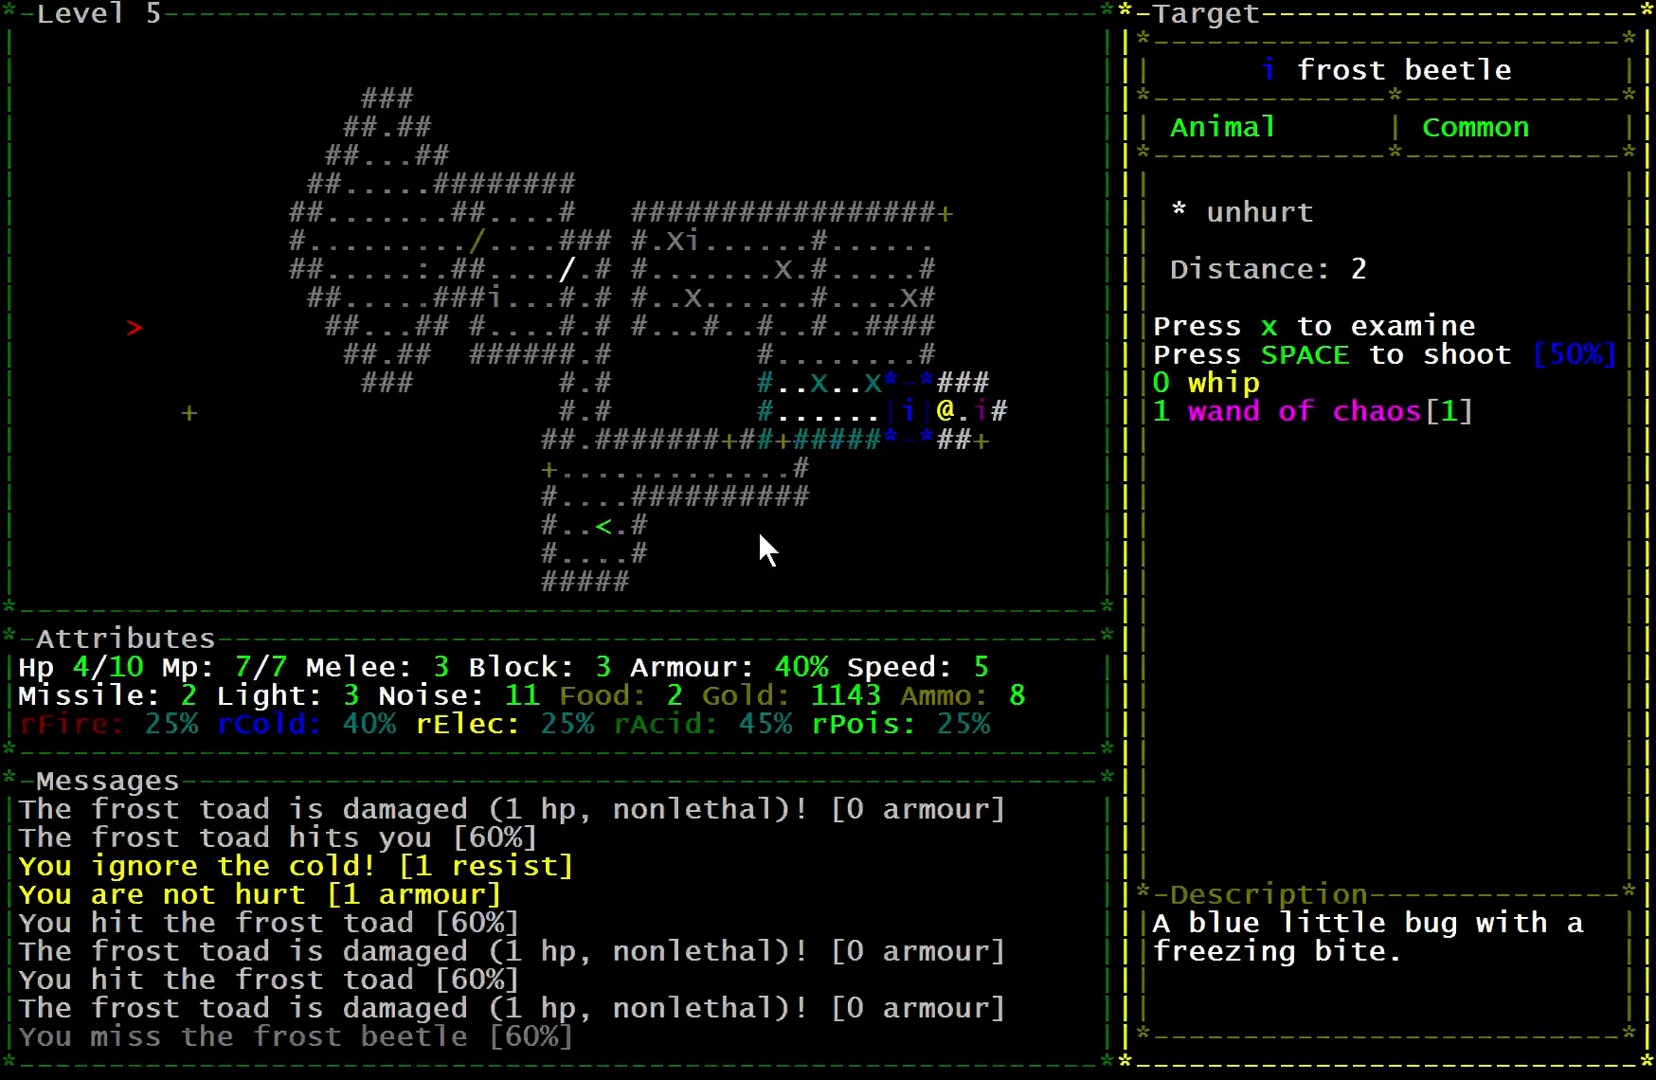 Level 5
###
##.##
##...##
##.....########
##.......##....# #################+
#........./....### #.xi......#......
##.....:.##..../.# #.......x.#.....#
##.....###i...#.# #..x......#....x#
> ##...## #....#.# #...#..#..#..####
##.## ######.# #........#
### #.# #..x..x*-*###
+ #.# #......|i|@.i#
##.#######+##+#####*-*##+
+.............#
#....##########
#..<.#
#....#
#####
Attributes
Hp 4/10 Mp: 7/7 Melee: 3 Block: 3 Armour: 40% Speed: 5
Missile: 2 Light: 3 Noise: 11 Food: 2 Gold: 1143 Ammo: 8
rFire: 25% rCold: 40% rElec: 25% rAcid: 45% rPois: 25%
Messages
The frost toad is damaged (1 hp, nonlethal)! [0 armour]
The frost toad hits you [60%]
You ignore the cold! [1 resist]
You are not hurt [1 armour]
You hit the frost toad [60%]
The frost toad is damaged (1 hp, nonlethal)! [0 armour]
You hit the frost toad [60%]
The frost toad is damaged (1 hp, nonlethal)! [0 armour]
You miss the frost beetle [60%]
Target
i frost beetle
Animal | Common
* unhurt
Distance: 2
Press x to examine
Press SPACE to shoot [50%]
0 whip
1 wand of chaos[1]
Description
A blue little bug with a
freezing bite.